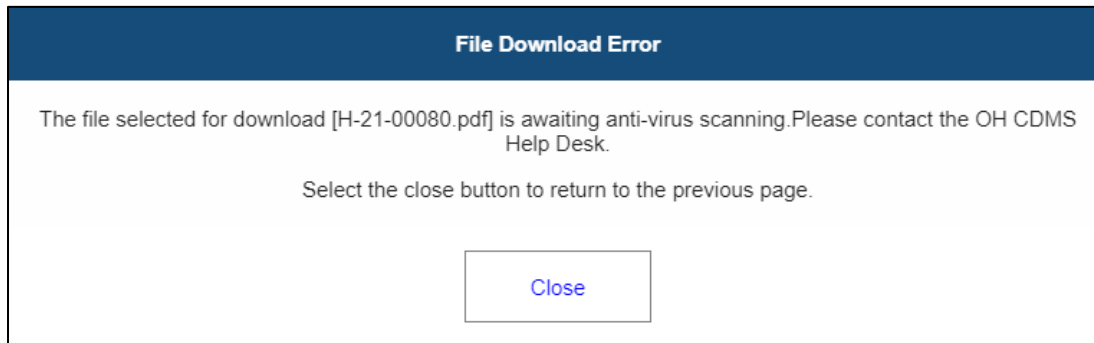 File Download Error
The file selected for download [H-21-00080.pdf] is awaiting anti-virus scanning.Please contact the OH CDMS
Help Desk.
Select the close button to return to the previous page.
Close